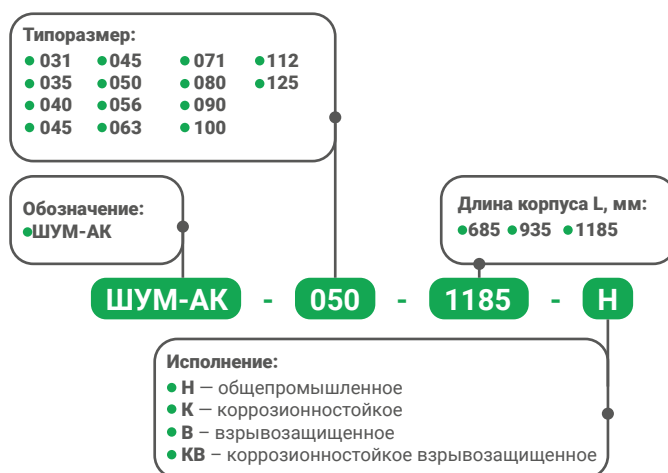 Типоразмер:
031 045 071 112
035 050 080 125
040 056 090
045 063 100
Обозначение:
ШУМ-АК
Длина корпуса L, мм:
685 935 1185
ШУМ-АК - 050 - 1185 - Н
Исполнение:
Н — общепромышленное
К — коррозионностойкое
В — взрывозащищенное
КВ – коррозионностойкое взрывозащищенное